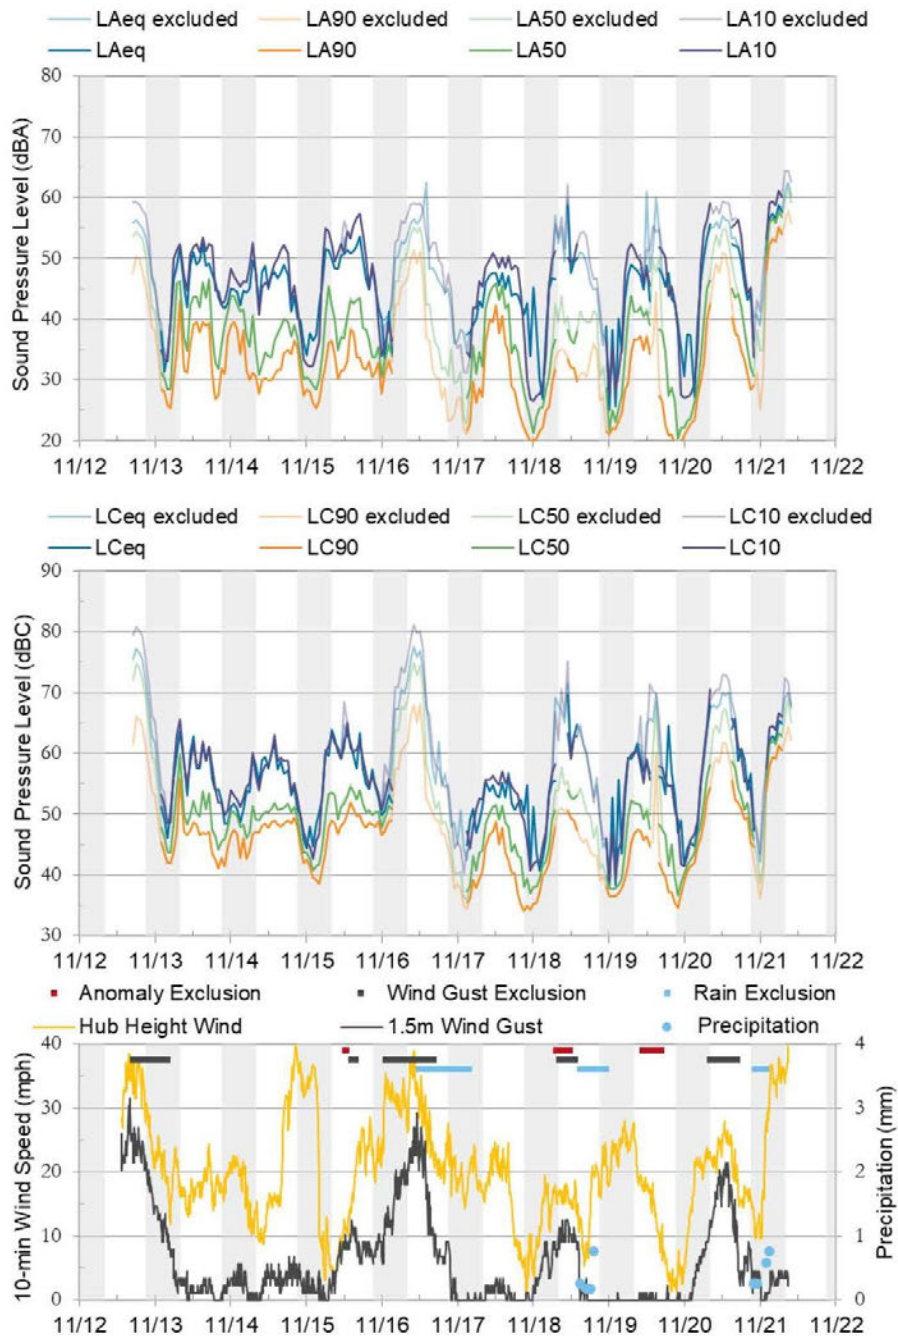 LAeq excluded LA90 excluded LA50 excluded LA10 excluded
LAeq LA90 LA50 LA10
80
70
60
50
40
30
20
Sound Pressure Level (dBA)
11/12 11/13 11/14 11/15 11/16 11/17 11/18 11/19 11/20 11/21 11/22
LCeq excluded LC90 excluded LC50 excluded LC10 excluded
LCeq LC90 LC50 LC10
90
80
70
60
50
40
30
Sound Pressure Level (dBC)
11/12 11/13 11/14 11/15 11/16 11/17 11/18 11/19 11/20 11/21 11/22
Anomaly Exclusion Wind Gust Exclusion Rain Exclusion
Hub Height Wind 1.5m Wind Gust Precipitation
40 4
30 3
20 2
10 1
0 0
10-min Wind Speed (mph)
Precipitation (mm)
11/12 11/13 11/14 11/15 11/16 11/17 11/18 11/19 11/20 11/21 11/22